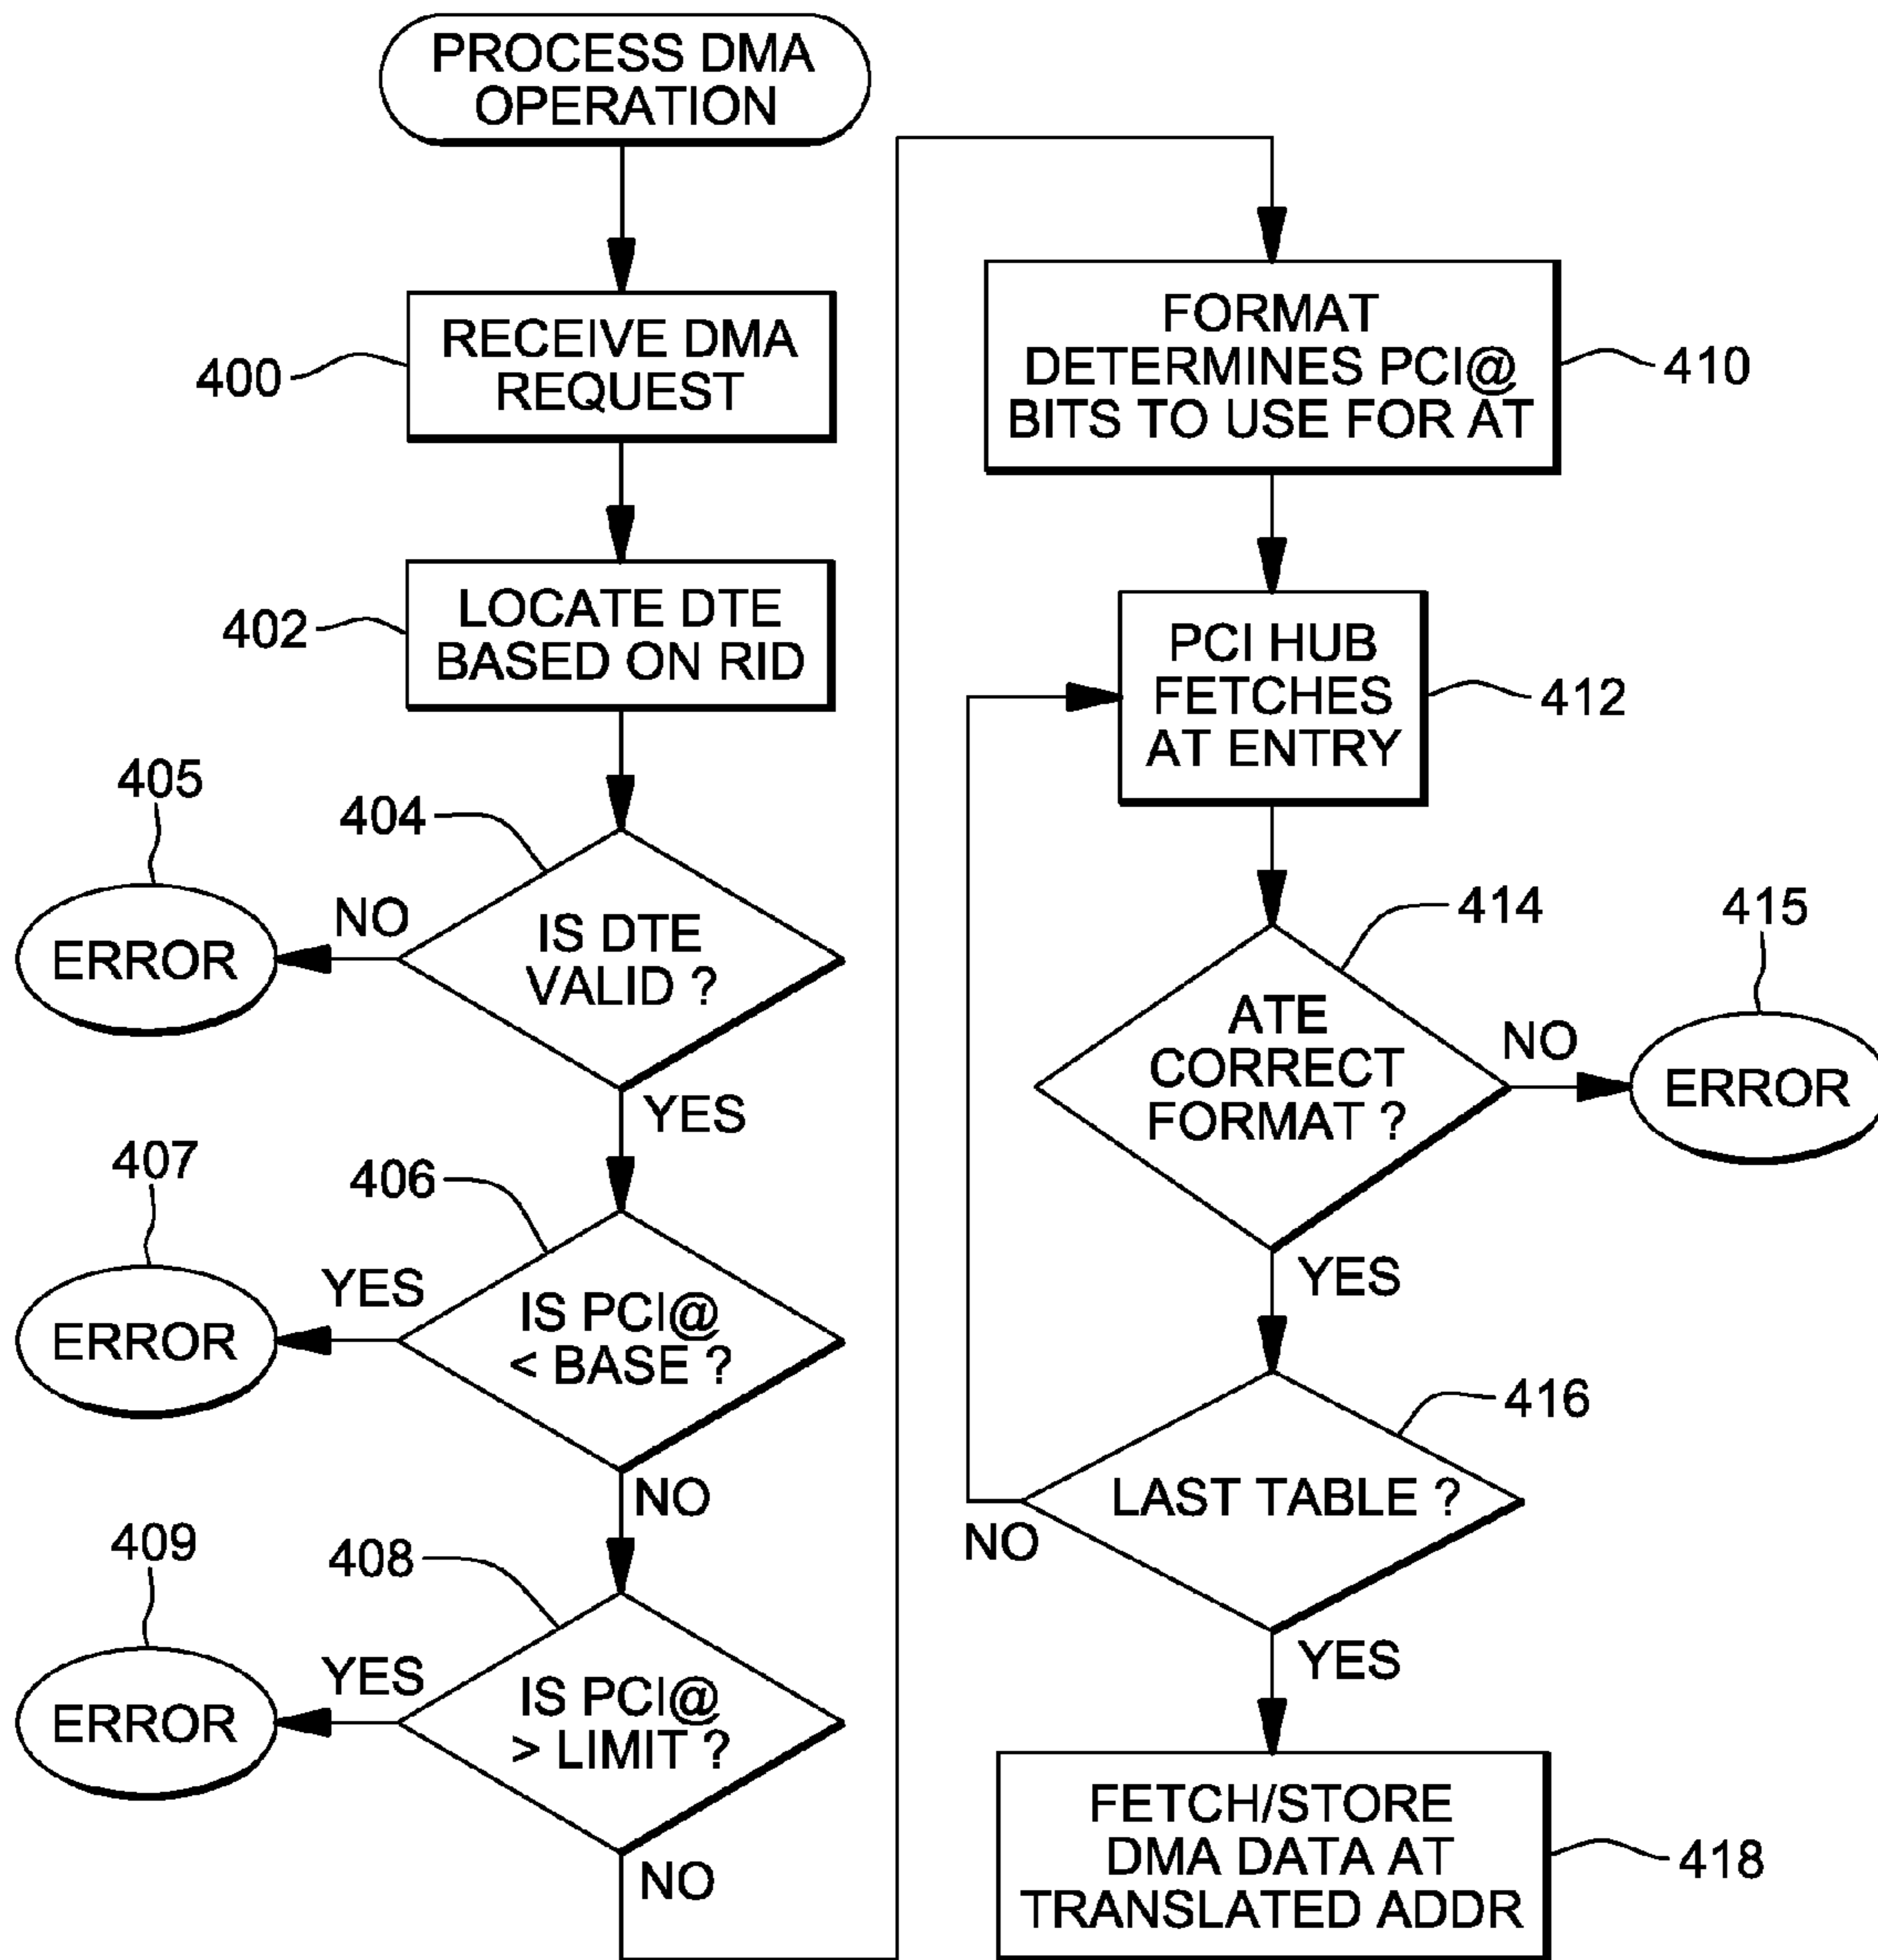 PROCESS DMA
OPERATION
400
RECEIVE DMA
REQUEST
402
LOCATE DTE
BASED ON RID
404
IS DTE
VALID ?
NO
405
ERROR
YES
406
IS PCI@
< BASE ?
YES
407
ERROR
NO
408
IS PCI@
> LIMIT ?
YES
409
ERROR
NO
FORMAT
DETERMINES PCI@
BITS TO USE FOR AT
410
PCI HUB
FETCHES
AT ENTRY
412
414
ATE
CORRECT
FORMAT ?
NO
415
ERROR
YES
416
LAST TABLE ?
NO
YES
FETCH/STORE
DMA DATA AT
TRANSLATED ADDR
418